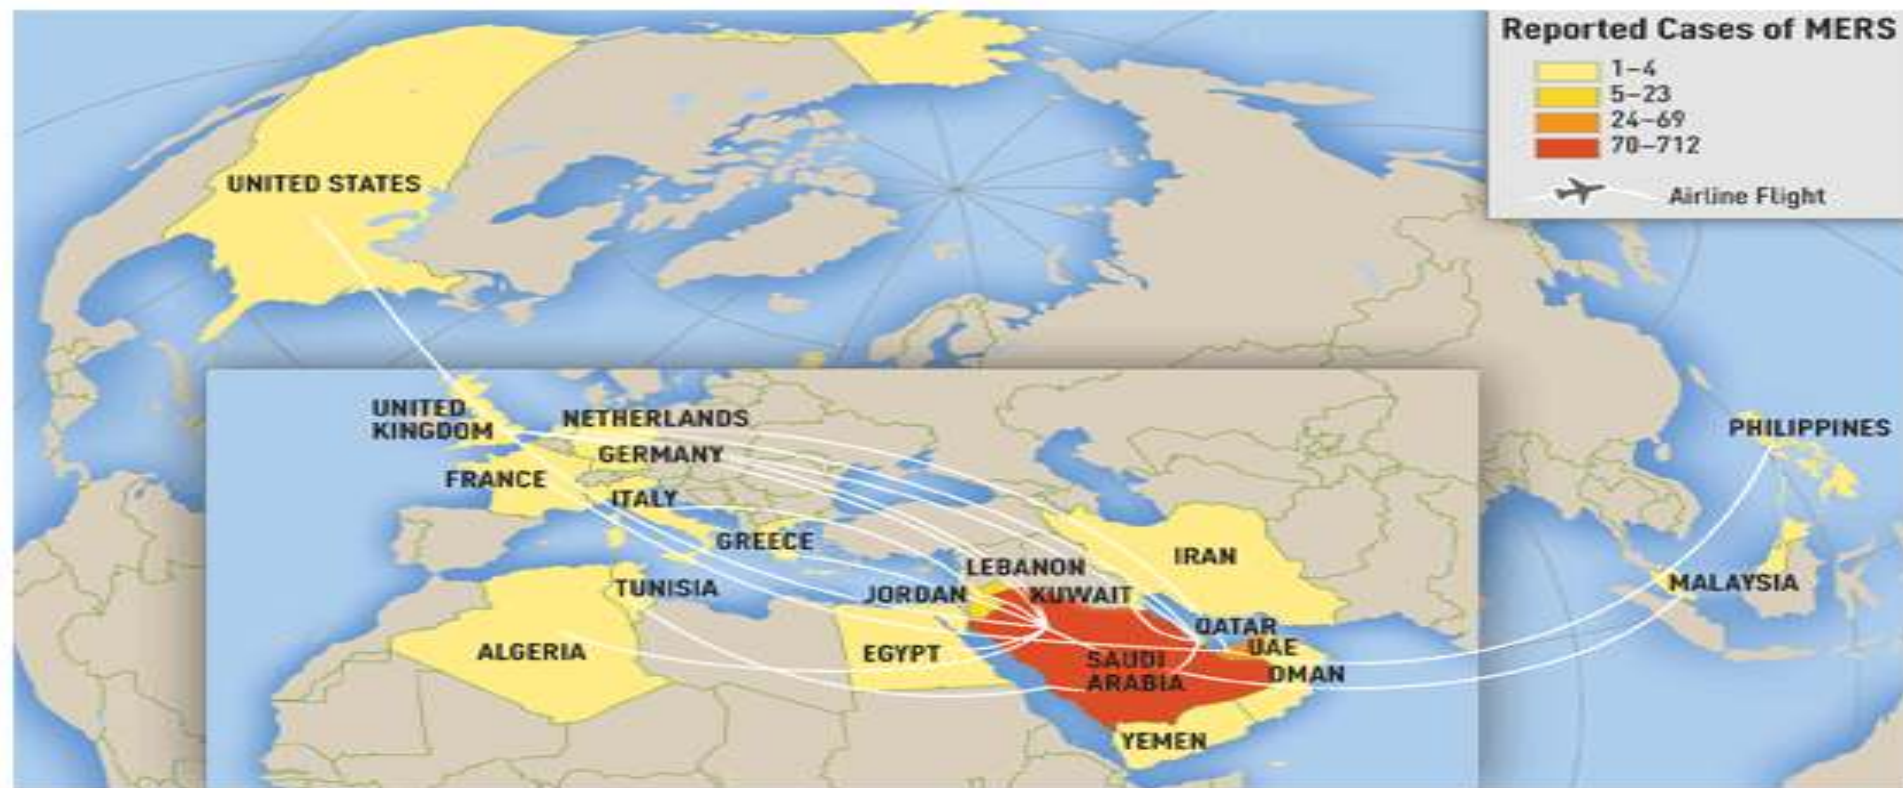 Reported Cases of MERS
1–4
5–23
24–69
70–712
Airline Flight
UNITED STATES
UNITED
KINGDOM
NETHERLANDS
GERMANY
FRANCE
ITALY
GREECE
PHILIPPINES
LEBANON
IRAN
TUNISIA
JORDAN
KUWAIT
MALAYSIA
ALGERIA
EGYPT
QATAR
UAE
SAUDI
ARABIA
OMAN
YEMEN